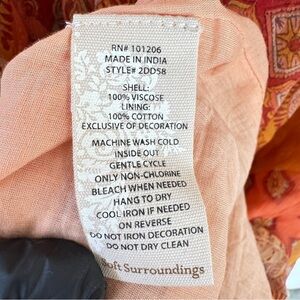 RN# 101206
MADE IN INDIA
STYLE# 2DD58
SHELL:
100% VISCOSE
LINING:
100% COTTON
EXCLUSIVE OF DECORATION
MACHINE WASH COLD
INSIDE OUT
GENTLE CYCLE
ONLY NON-CHLORINE
BLEACH WHEN NEEDED
HANG TO DRY
COOL IRON IF NEEDED
ON REVERSE
DO NOT IRON DECORATION
DO NOT DRY CLEAN
Soft Surroundings